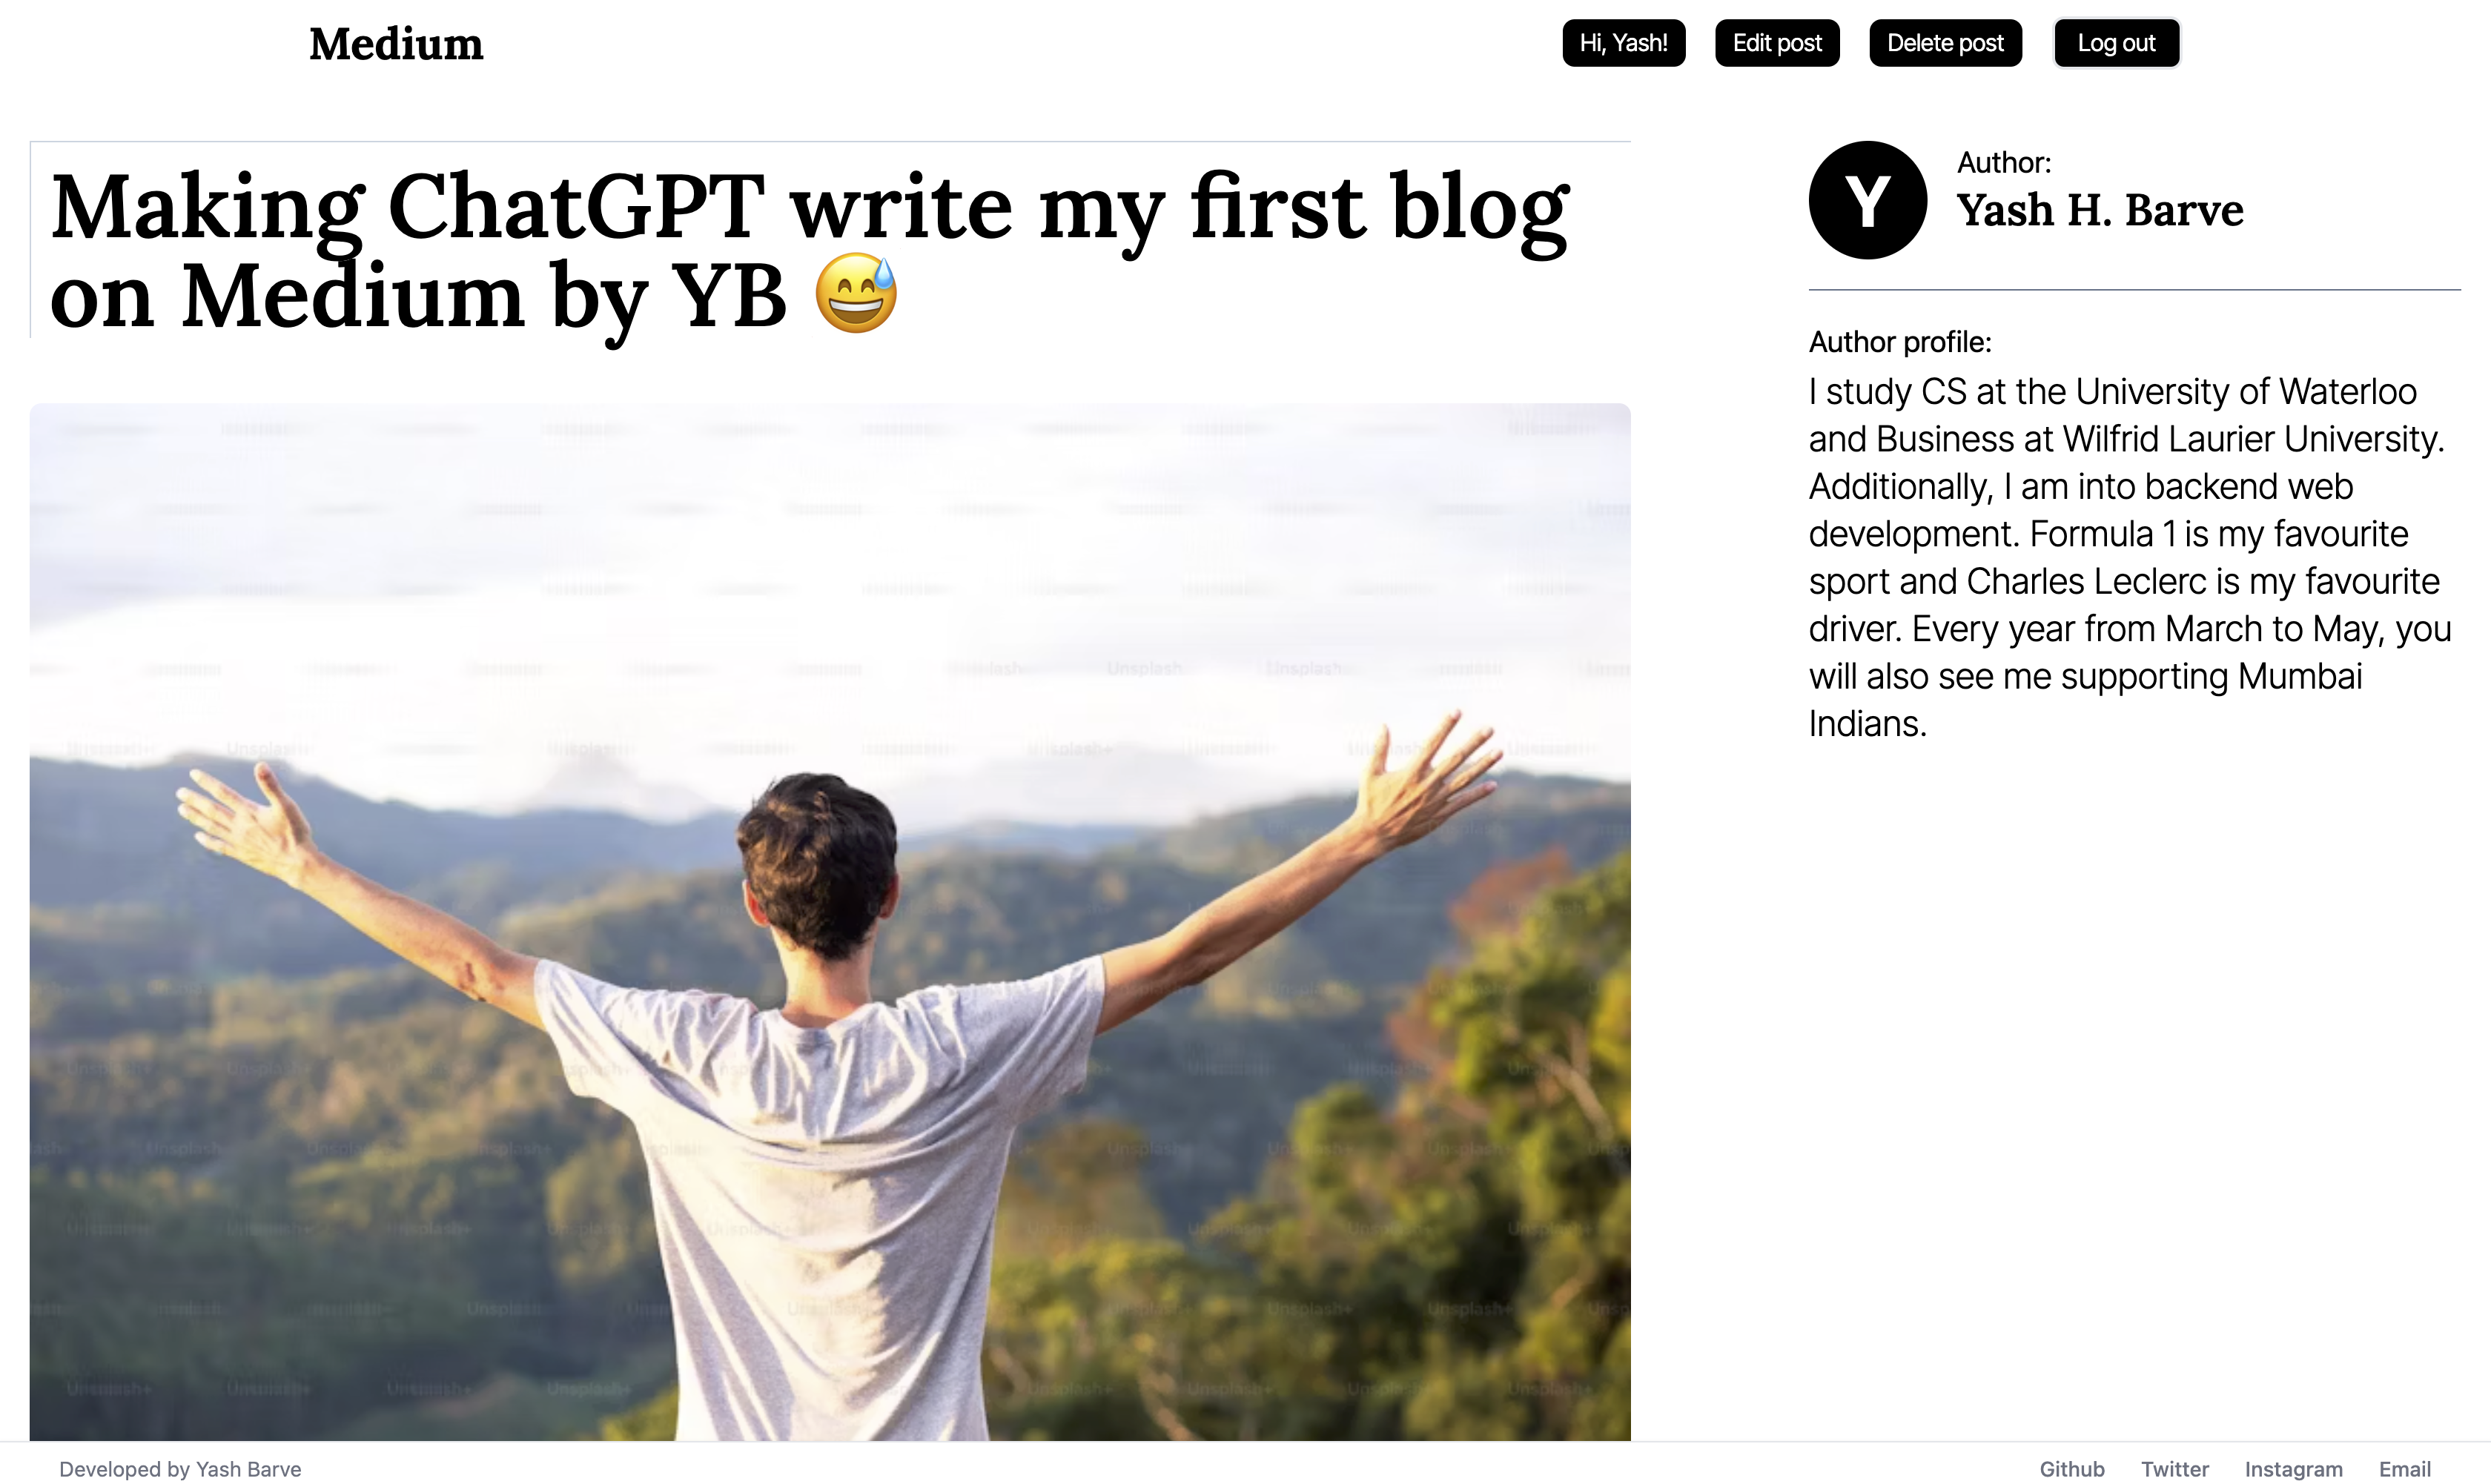 Medium
Hi, Yash!
Edit post
Delete post
Log out
Making ChatGPT write my first blog
on Medium by YB 😅
Y
Author:
Yash H. Barve
Author profile:
I study CS at the University of Waterloo
and Business at Wilfrid Laurier University.
Additionally, I am into backend web
development. Formula 1 is my favourite
sport and Charles Leclerc is my favourite
driver. Every year from March to May, you
will also see me supporting Mumbai
Indians.
Unsplash+
Developed by Yash Barve
Github
Twitter
Instagram
Email